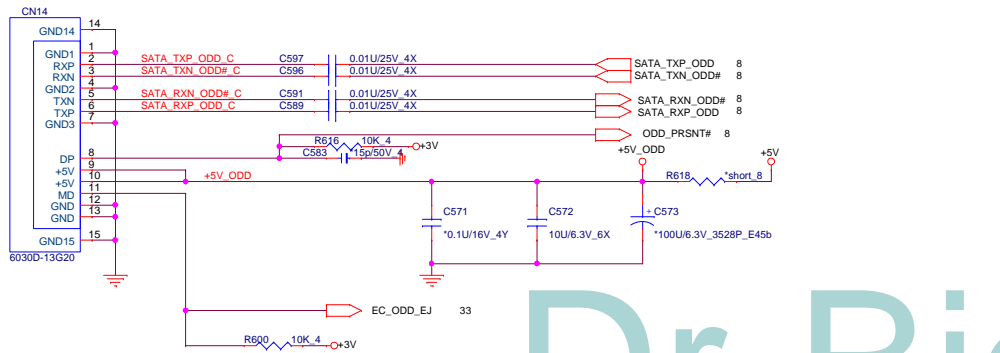 CN14
GND14 14
GND1 1
RXP 2 SATA_TXP_ODD_C C597 0.01U/25V_4X SATA_TXP_ODD 8
RXN 3 SATA_TXN_ODD#_C C596 0.01U/25V_4X SATA_TXN_ODD# 8
GND2 4
TXN 5 SATA_RXN_ODD#_C C591 0.01U/25V_4X SATA_RXN_ODD# 8
TXP 6 SATA_RXP_ODD_C C589 0.01U/25V_4X SATA_RXP_ODD 8
GND3 7
ODD_PRSNT# 8
R616 10K_4 +3V
C583 15p/50V_4
DP 8
+5V 9
+5V 10 +5V_ODD
+5V_ODD +5V
R618 *short_8
MD 11
GND 12
GND 13
C571 C572 + C573
*0.1U/16V_4Y 10U/6.3V_6X *100U/6.3V_3528P_E45b
GND15 15
6030D-13G20
EC_ODD_EJ 33
R600 10K_4 +3V